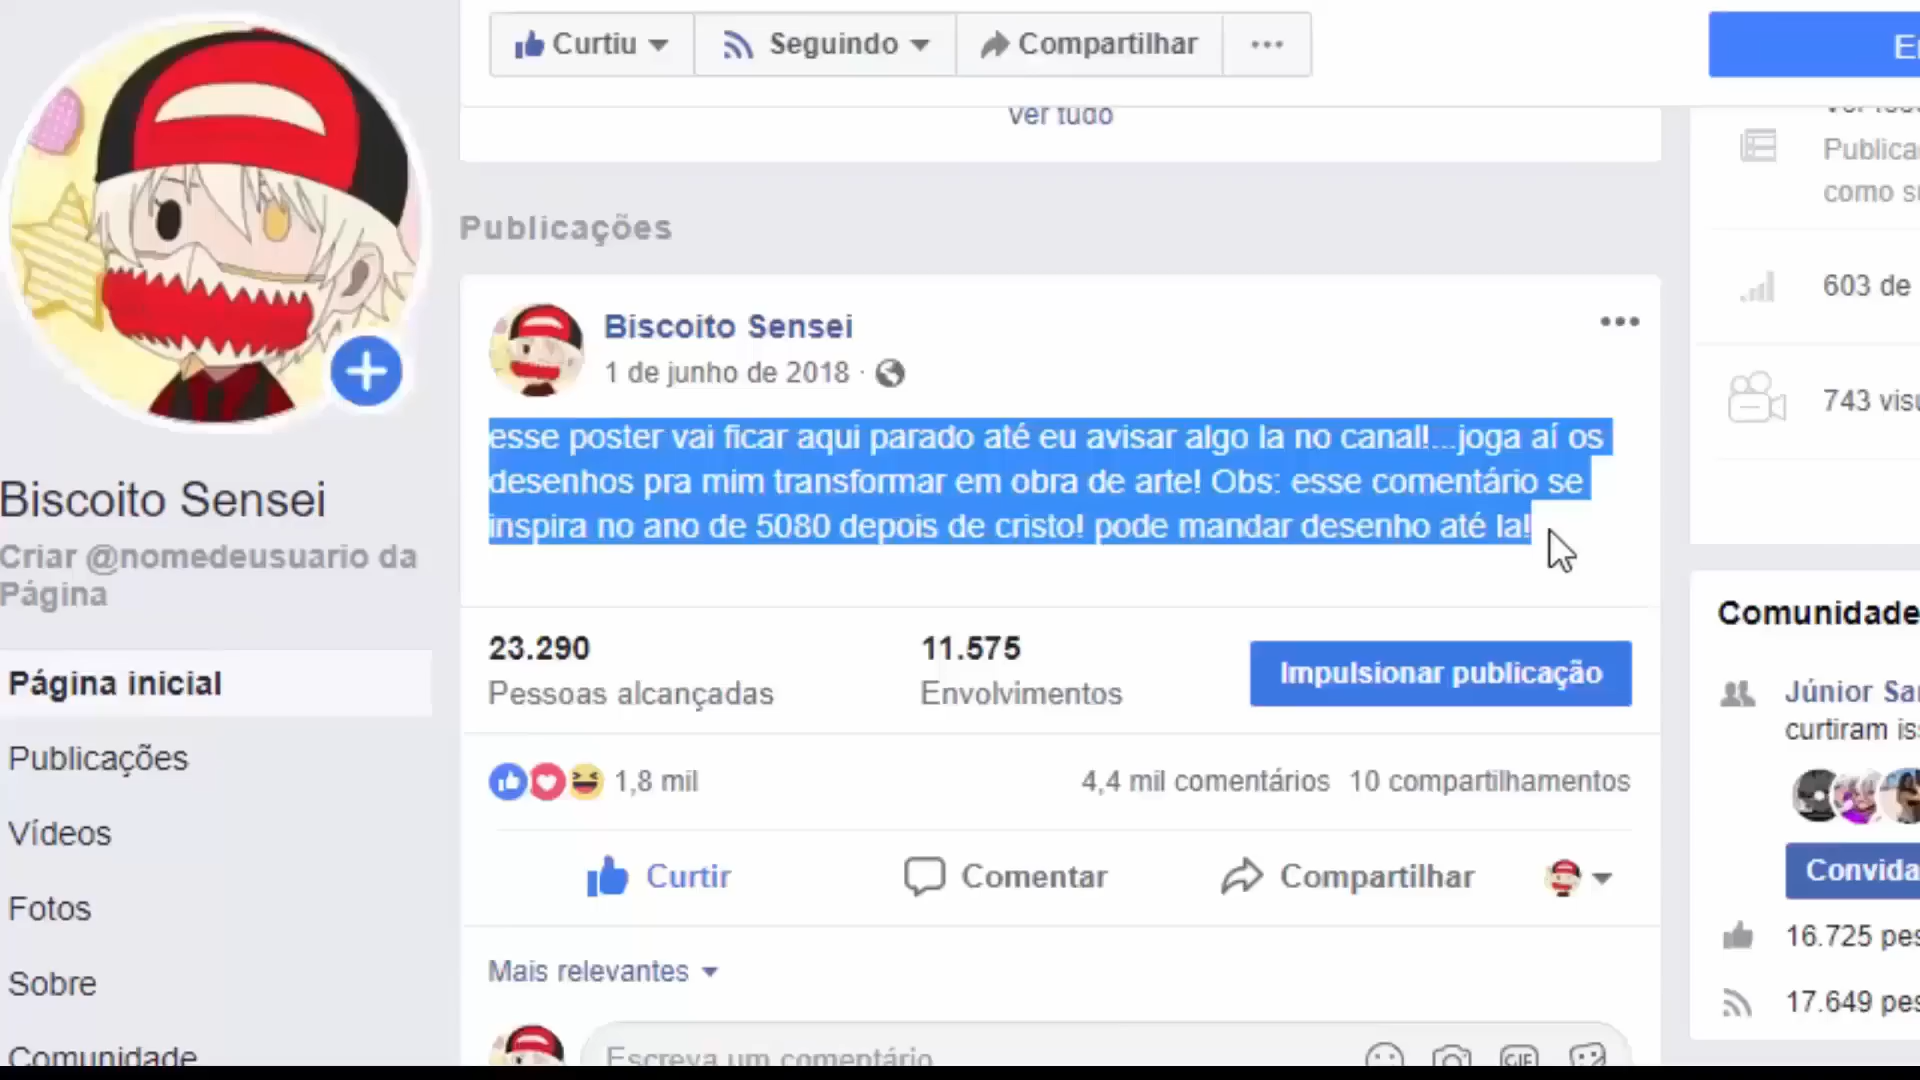 Curtiu
Seguindo
Compartilhar
Ver tudo
Publicações
Biscoito Sensei
1 de junho de 2018 ·
esse poster vai ficar aqui parado até eu avisar algo la no canal!...joga aí os
desenhos pra mim transformar em obra de arte! Obs: esse comentário se
inspira no ano de 5080 depois de cristo! pode mandar desenho até la!
23.290
Pessoas alcançadas
11.575
Envolvimentos
Impulsionar publicação
1,8 mil
4,4 mil comentários
10 compartilhamentos
Curtir
Comentar
Compartilhar
Mais relevantes
Escreva um comentário
GIF
Biscoito Sensei
Criar @nomedeusuario da
Página
Página inicial
Publicações
Vídeos
Fotos
Sobre
Comunidade
Publica
como su
603 de
743 visu
Comunidade
Júnior Sa
curtiram is
Convida
16.725 pes
17.649 pes